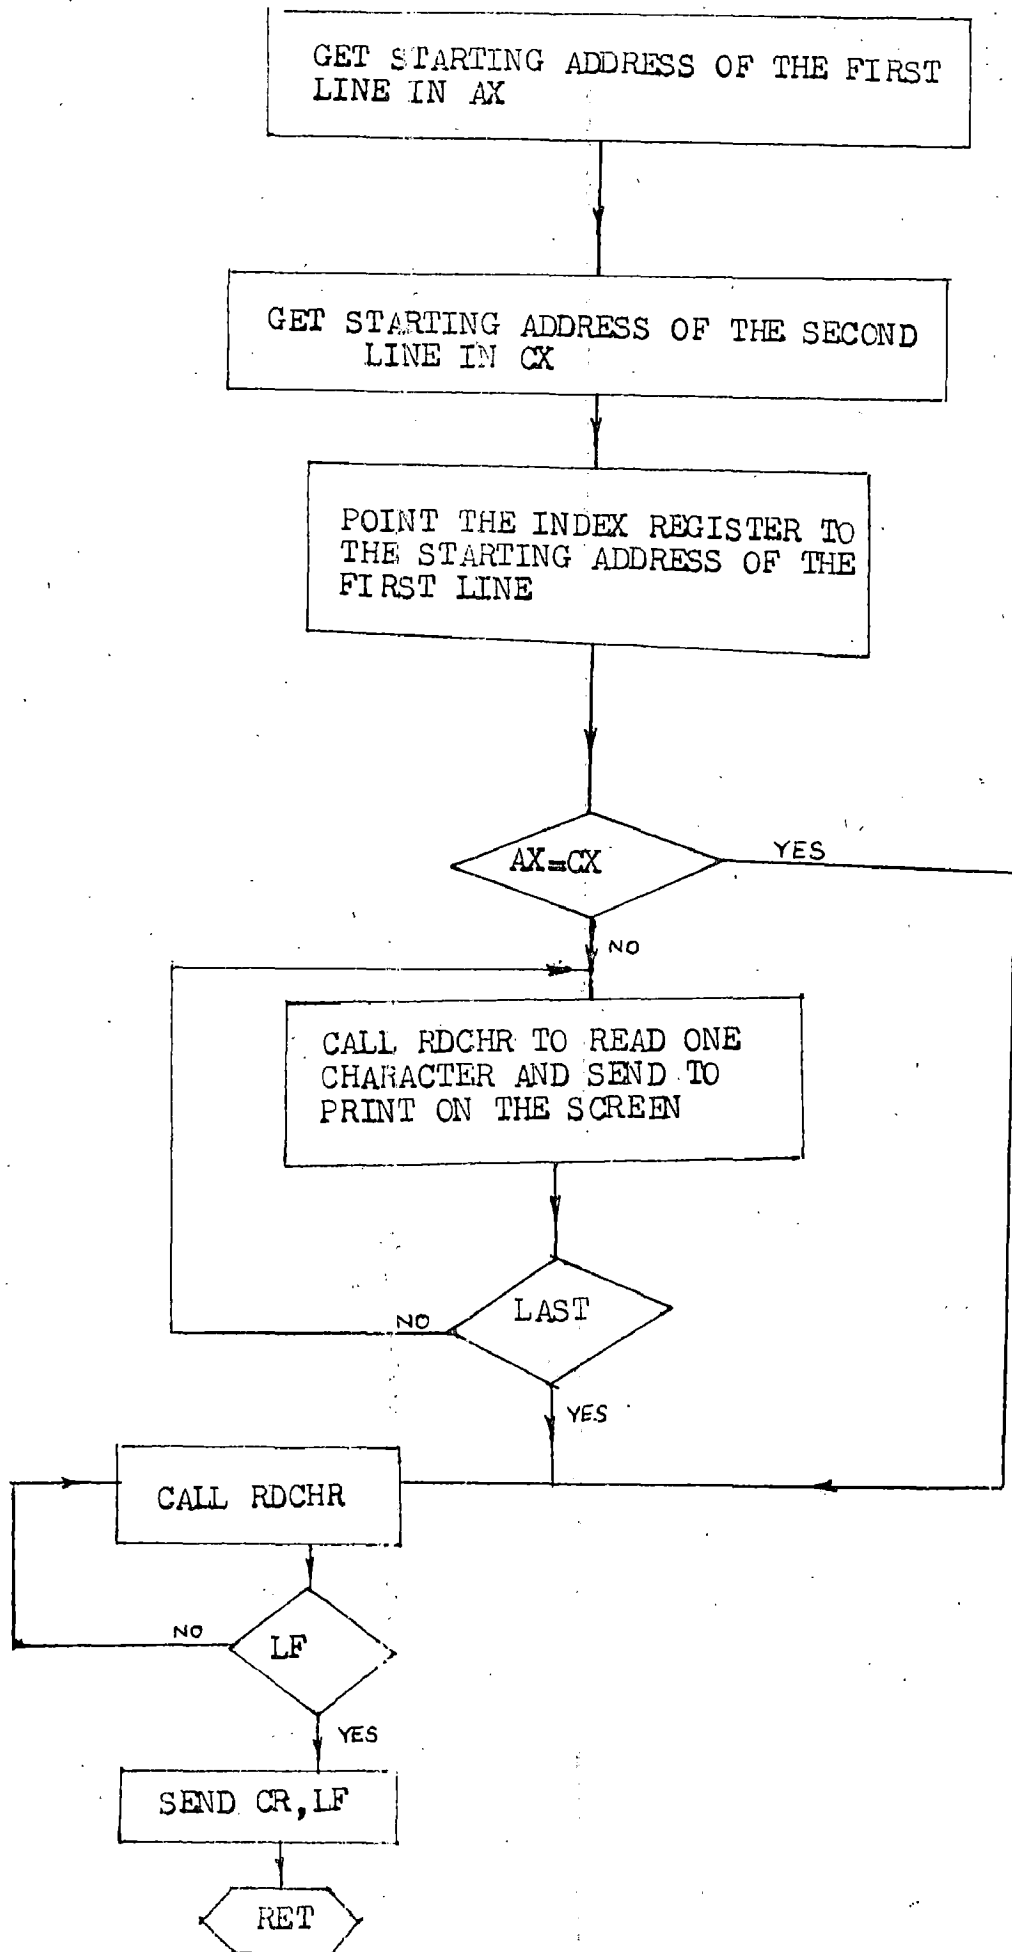 GET STARTING ADDRESS OF THE FIRST
LINE IN AX
GET STARTING ADDRESS OF THE SECOND
LINE IN CX
POINT THE INDEX REGISTER TO
THE STARTING ADDRESS OF THE
FIRST LINE
AX=CX
YES
NO
CALL RDCHR TO READ ONE
CHARACTER AND SEND TO
PRINT ON THE SCREEN
LAST
NO
YES
CALL RDCHR
LF
NO
YES
SEND CR,LF
RET